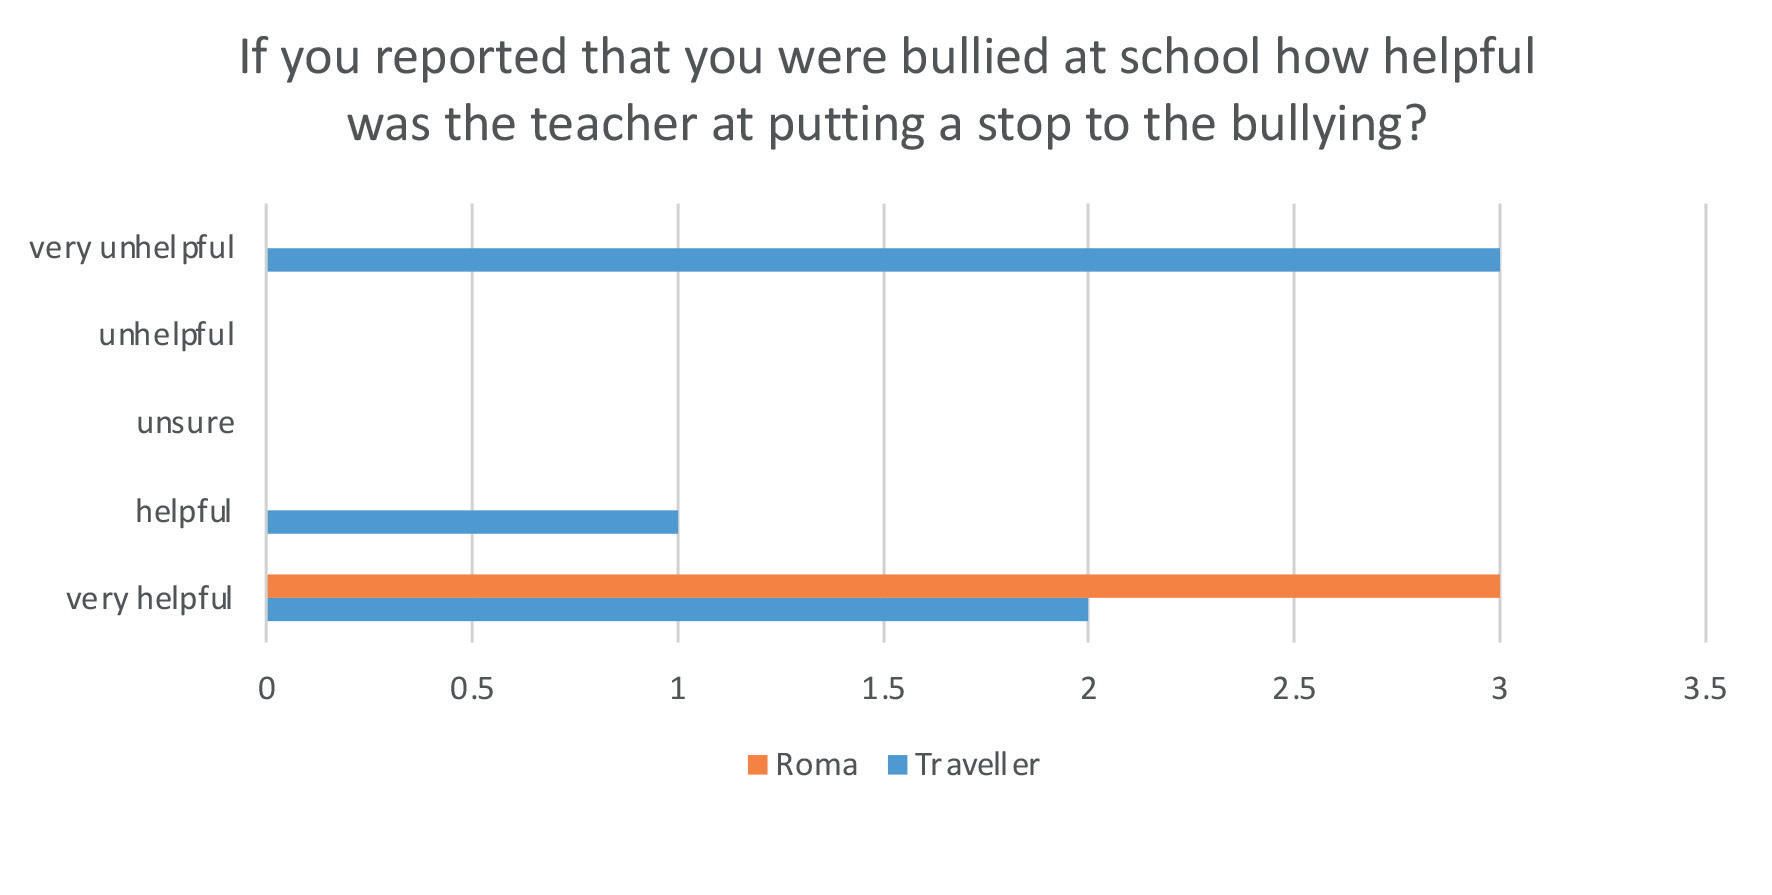 If you reported that you were bullied at school how helpful
was the teacher at putting a stop to the bullying?
very unhelpful
unhelpful
unsure
helpful
very helpful
0 0.5 1 1.5 2 2.5 3 3.5
Roma Traveller